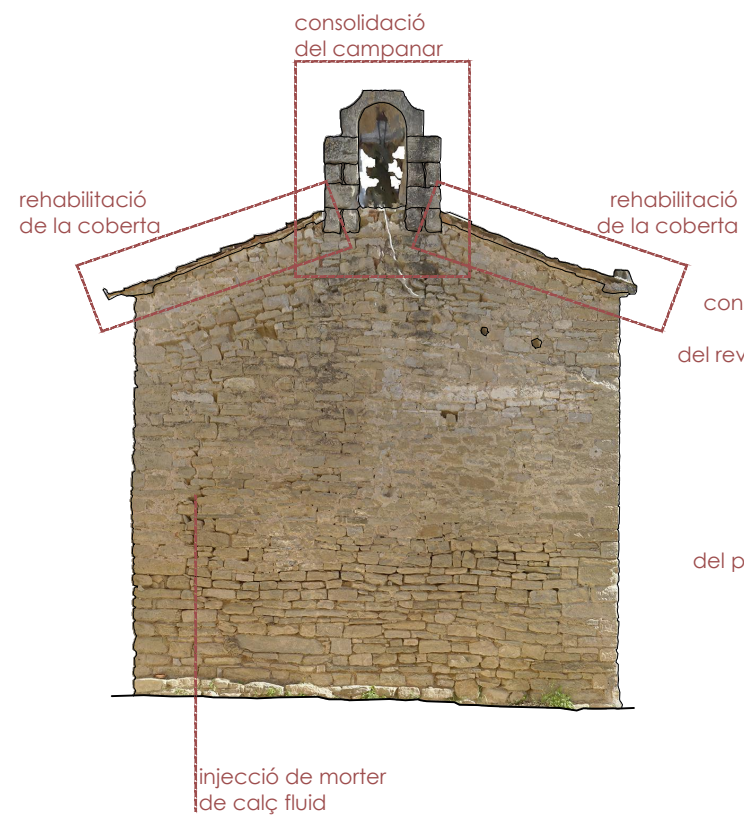 consolidació
del campanar
rehabilitació
de la coberta
rehabilitació
de la coberta
con
del rev
del p
injecció de morter
de calç fluid